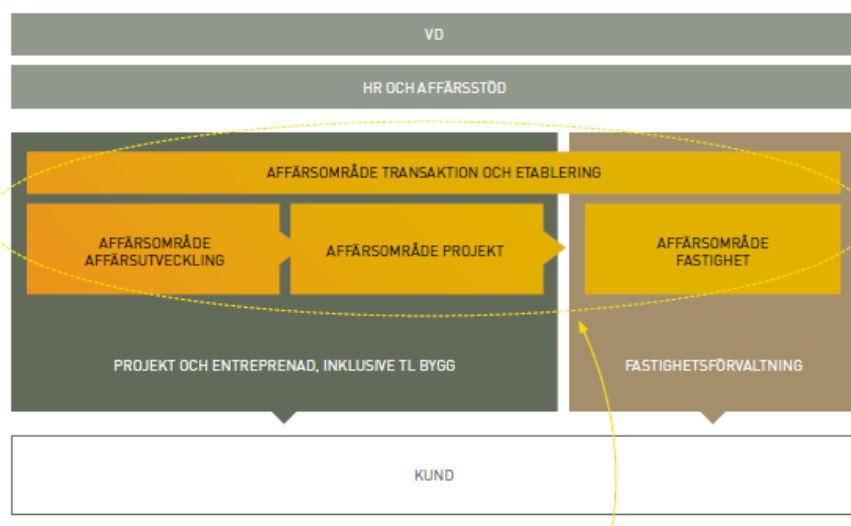 VD
HR OCH AFFÄRSSTÖD
AFFÄRSOMRÅDE TRANSAKTION OCH ETABLERING
AFFÄRSOMRÅDE
AFFÄRSUTVECKLING
AFFÄRSOMRÅDE PROJEKT
AFFÄRSOMRÅDE
FASTIGHET
PROJEKT OCH ENTREPRENAD, INKLUSIVE TL BYGG
FASTIGHETSFÖRVALTNING
KUND